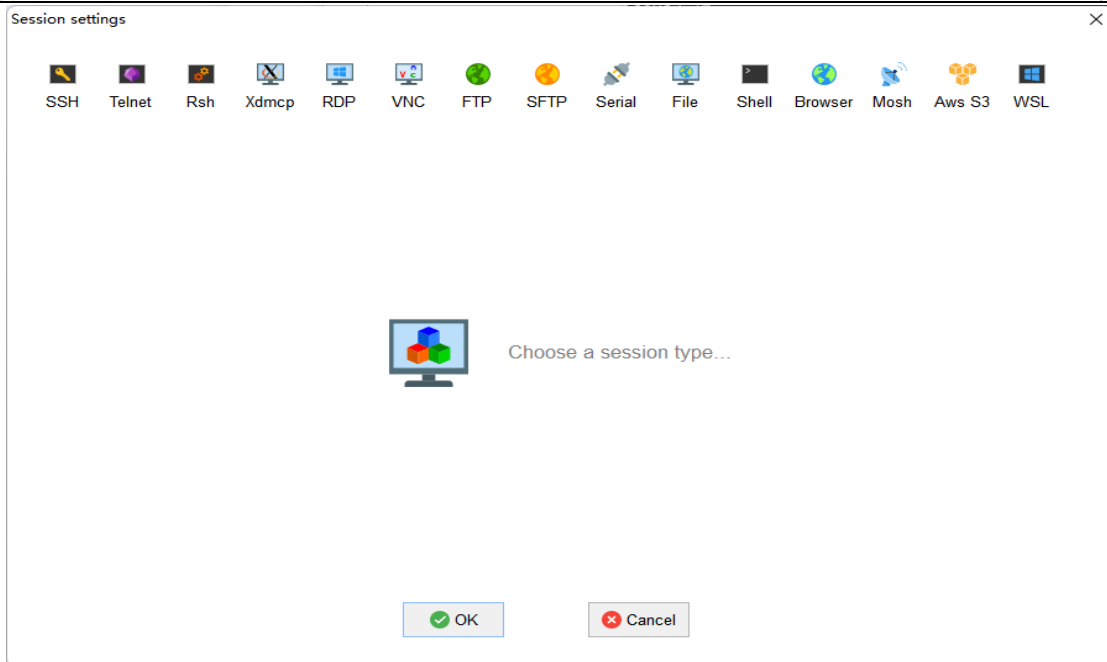 Session settings
SSH Telnet Rsh Xdmcp RDP VNC FTP SFTP Serial File Shell Browser Mosh Aws S3 WSL
Choose a session type...
OK Cancel